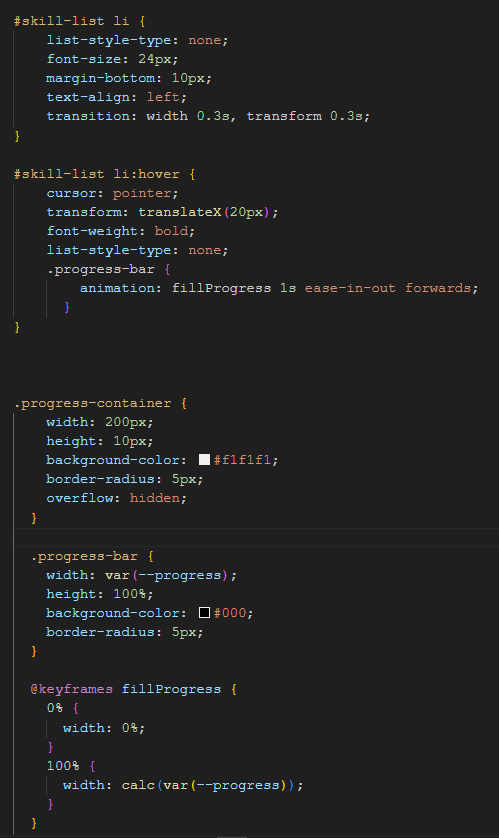 #skill-list li {
    list-style-type: none;
    font-size: 24px;
    margin-bottom: 10px;
    text-align: left;
    transition: width 0.3s, transform 0.3s;
}

#skill-list li:hover {
    cursor: pointer;
    transform: translateX(20px);
    font-weight: bold;
    list-style-type: none;
    .progress-bar {
        animation: fillProgress 1s ease-in-out forwards;
      }
}

.progress-container {
    width: 200px;
    height: 10px;
    background-color: #f1f1f1;
    border-radius: 5px;
    overflow: hidden;
  }

  .progress-bar {
    width: var(--progress);
    height: 100%;
    background-color: #000;
    border-radius: 5px;
  }

  @keyframes fillProgress {
    0% {
      width: 0%;
    }
    100% {
      width: calc(var(--progress));
    }
  }